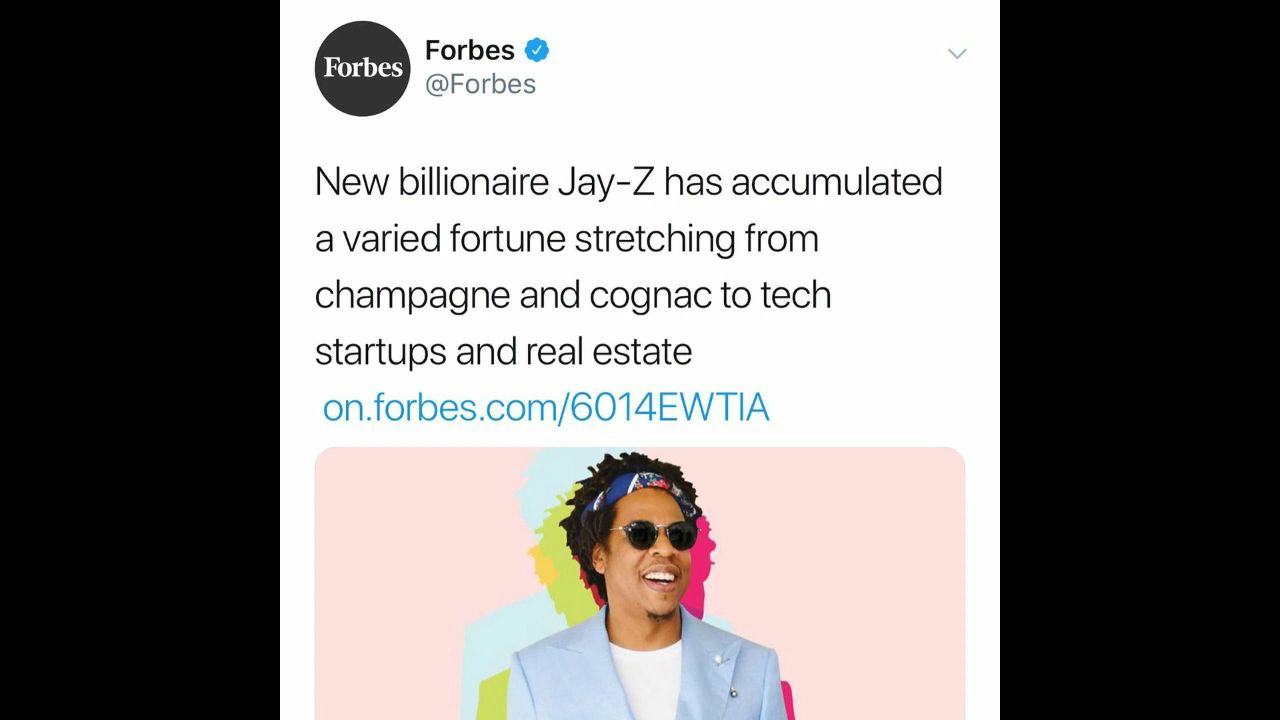 Forbes
Forbes
@Forbes
New billionaire Jay-Z has accumulated
a varied fortune stretching from
champagne and cognac to tech
startups and real estate
on.forbes.com/6014EWTIA